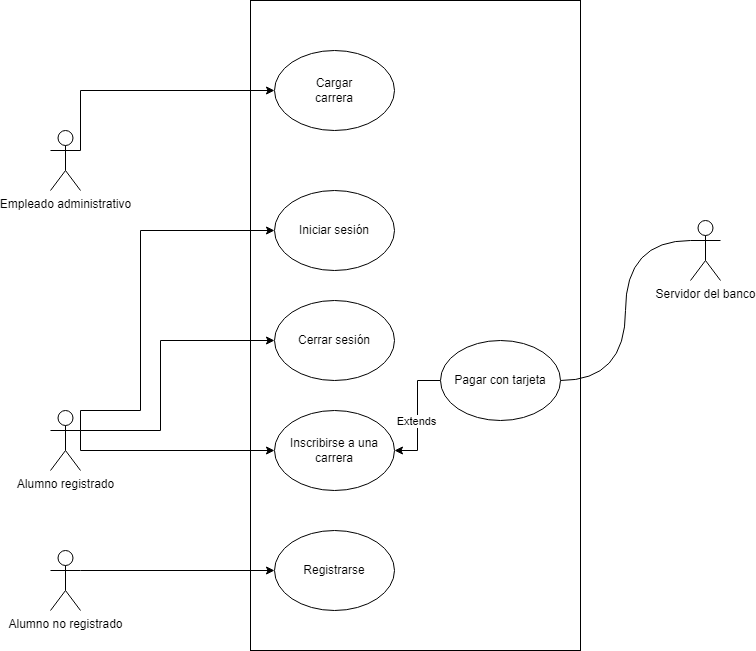 Cargar
carrera
Empleado administrativo
Iniciar sesión
Servidor del banco
Cerrar sesión
Pagar con tarjeta
Extends
Inscribirse a una
carrera
Alumno registrado
Registrarse
Alumno no registrado